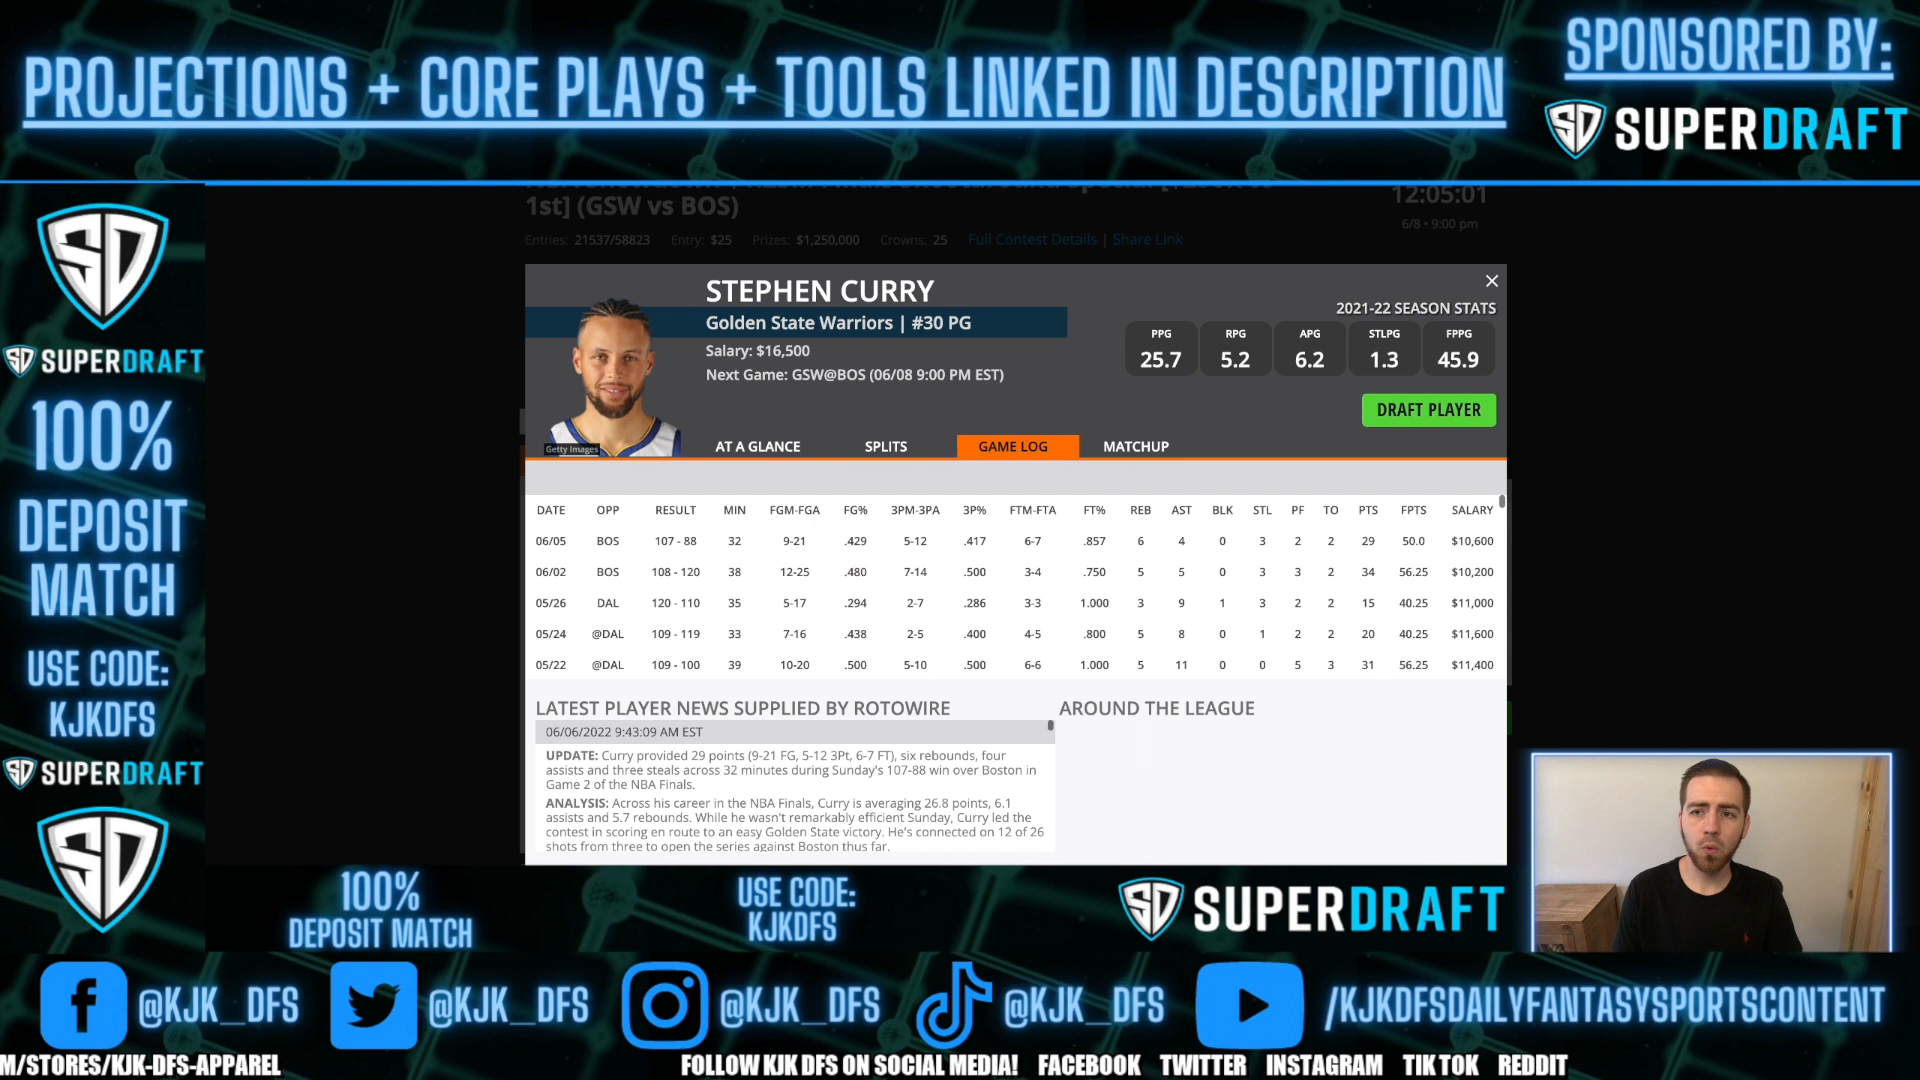 PROJECTIONS + CORE PLAYS + TOOLS LINKED IN DESCRIPTION
SPONSORED BY:
SD SUPERDRAFT
1st] (GSW vs BOS)
12:05:01
Entries: 21537/58823 Entry: $25 Prizes: $1,250,000 Crowns: 25 Full Contest Details | Share Link
6/8 • 9:00 pm
STEPHEN CURRY
Golden State Warriors | #30 PG
Salary: $16,500
Next Game: GSW@BOS (06/08 9:00 PM EST)
Getty Images
2021-22 SEASON STATS
PPG RPG APG STLPG FPPG
25.7 5.2 6.2 1.3 45.9
DRAFT PLAYER
AT A GLANCE SPLITS GAME LOG MATCHUP
DATE OPP RESULT MIN FGM-FGA FG% 3PM-3PA 3P% FTM-FTA FT% REB AST BLK STL PF TO PTS FPTS SALARY
06/05 BOS 107 - 88 32 9-21 .429 5-12 .417 6-7 .857 6 4 0 3 2 2 29 50.0 $10,600
06/02 BOS 108 - 120 38 12-25 .480 7-14 .500 3-4 .750 5 5 0 3 3 2 34 56.25 $10,200
05/26 DAL 120 - 110 35 5-17 .294 2-7 .286 3-3 1.000 3 9 1 3 2 2 15 40.25 $11,000
05/24 @DAL 109 - 119 33 7-16 .438 2-5 .400 4-5 .800 5 8 0 1 2 2 20 40.25 $11,600
05/22 @DAL 109 - 100 39 10-20 .500 5-10 .500 6-6 1.000 5 11 0 0 5 3 31 56.25 $11,400
LATEST PLAYER NEWS SUPPLIED BY ROTOWIRE
06/06/2022 9:43:09 AM EST
UPDATE: Curry provided 29 points (9-21 FG, 5-12 3Pt, 6-7 FT), six rebounds, four
assists and three steals across 32 minutes during Sunday's 107-88 win over Boston in
Game 2 of the NBA Finals.
ANALYSIS: Across his career in the NBA Finals, Curry is averaging 26.8 points, 6.1
assists and 5.7 rebounds. While he wasn't remarkably efficient Sunday, Curry led the
contest in scoring en route to an easy Golden State victory. He's connected on 12 of 26
shots from three to open the series against Boston thus far.
AROUND THE LEAGUE
SD
SD SUPERDRAFT
100%
DEPOSIT
MATCH
USE CODE:
KJKDFS
SD SUPERDRAFT
SD
100%
DEPOSIT MATCH
USE CODE:
KJKDFS
SD SUPERDRAFT
@KJK_DFS @KJK_DFS @KJK_DFS @KJK_DFS /KJKDFSDAILYFANTASYSPORTSCONTENT
M/STORES/KJK-DFS-APPAREL FOLLOW KJK DFS ON SOCIAL MEDIA! FACEBOOK TWITTER INSTAGRAM TIK TOK REDDIT